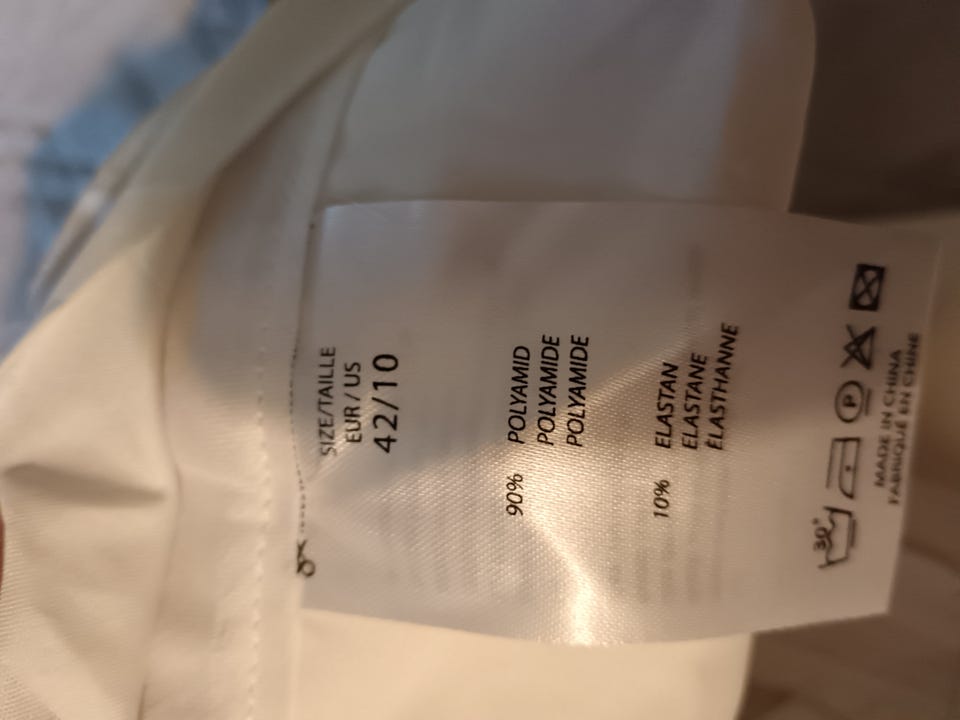 SIZE/TAILLE
EUR / US
42/10
90% POLYAMID
POLYAMIDE
POLYAMIDE
10% ELASTAN
ELASTANE
ELASTHANNE
30°
P
MADE IN CHINA
FABRIQUÉ EN CHINE